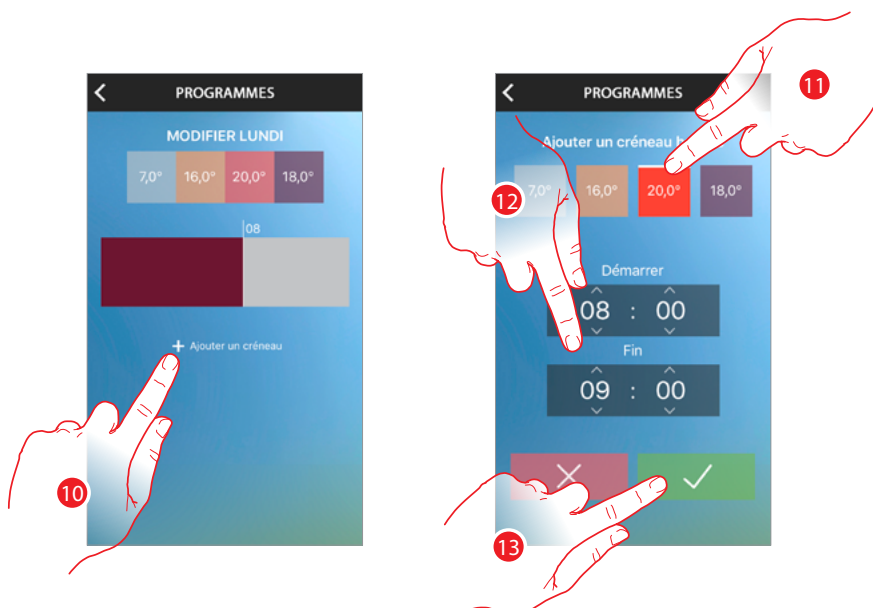 PROGRAMMES
MODIFIER LUNDI
7,0° 16,0° 20,0° 18,0°
08
+ Ajouter un créneau
10
PROGRAMMES
11
Ajouter un créneau
7,0° 16,0° 20,0° 18,0°
12
Démarrer
08 : 00
Fin
09 : 00
13